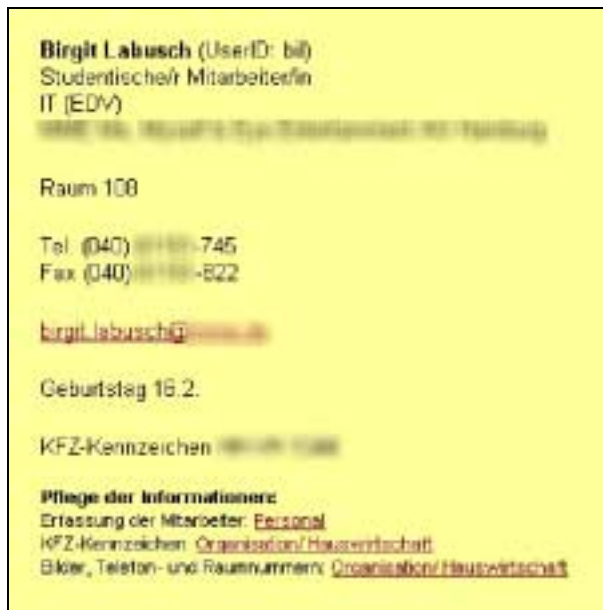 Birgit Labusch (UserID: bil)
Studentische/r Mitarbeiter/in
IT (EDV)
Raum 108
Tel. (040) -745
Fax (040) -822
birgit.labusch@
Geburtstag 16.2.
KFZ-Kennzeichen
Pflege der Informationen:
Erfassung der Mitarbeiter: Personal
KFZ-Kennzeichen: Organisation/ Hauswirtschaft
Bilder, Telefon- und Raumnummern: Organisation/ Hauswirtschaft